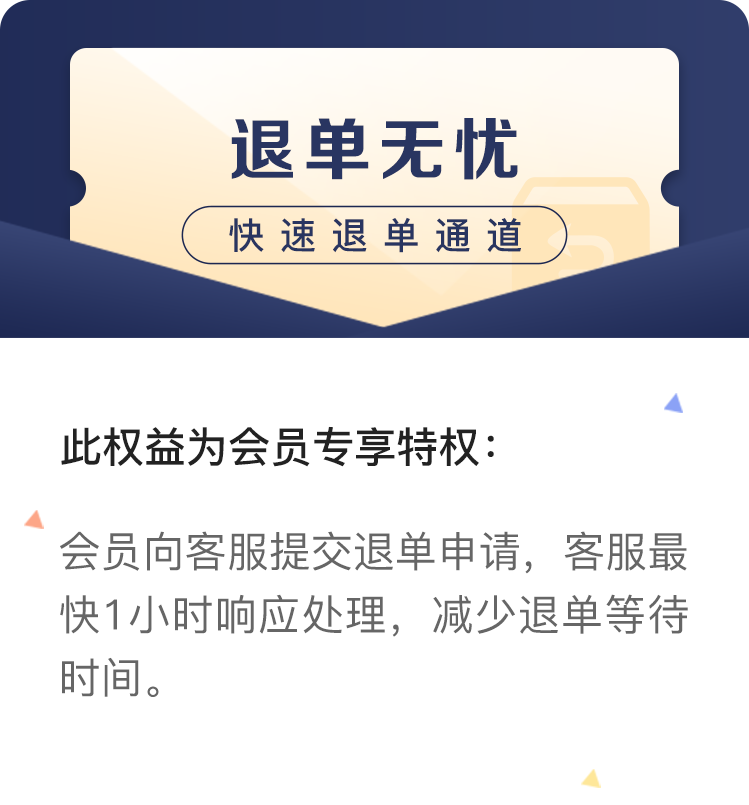 退单无忧
快速退单通道
此权益为会员专享特权：
会员向客服提交退单申请，客服最
快1小时响应处理，减少退单等待
时间。